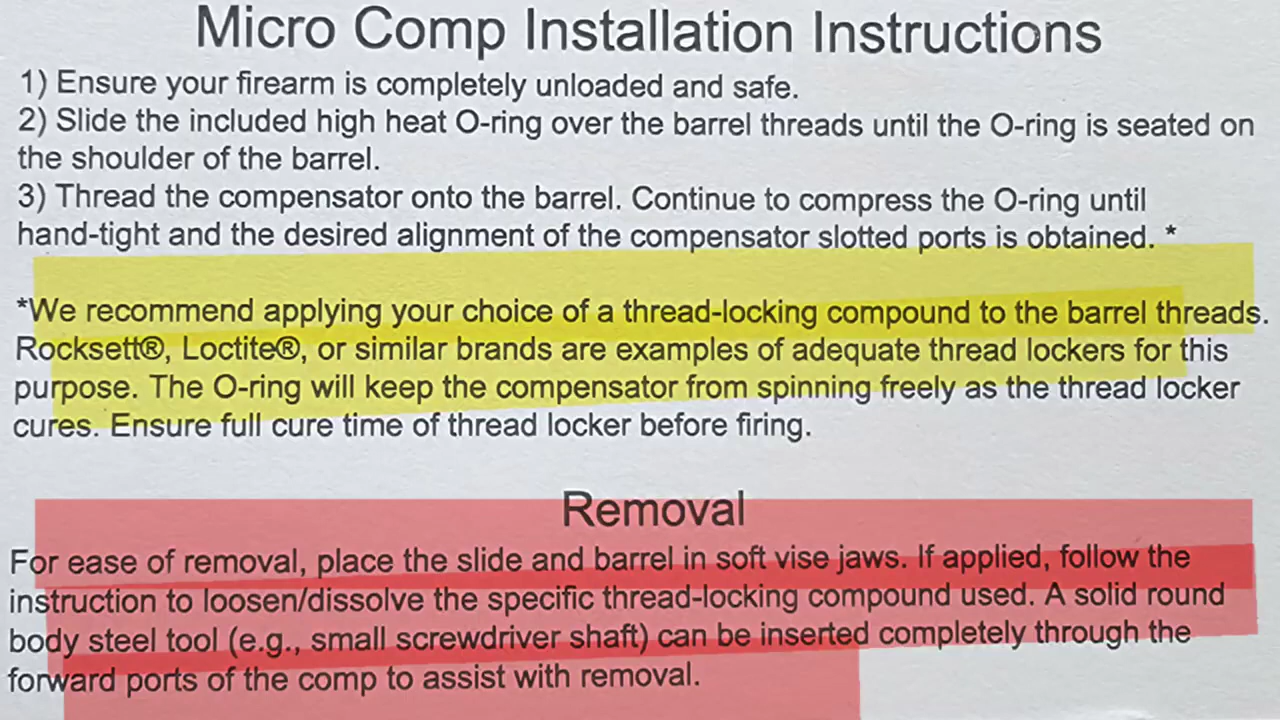 Micro Comp Installation Instructions
1) Ensure your firearm is completely unloaded and safe.
2) Slide the included high heat O-ring over the barrel threads until the O-ring is seated on
the shoulder of the barrel.
3) Thread the compensator onto the barrel. Continue to compress the O-ring until
hand-tight and the desired alignment of the compensator slotted ports is obtained. *
*We recommend applying your choice of a thread-locking compound to the barrel threads.
Rocksett®, Loctite®, or similar brands are examples of adequate thread lockers for this
purpose. The O-ring will keep the compensator from spinning freely as the thread locker
cures. Ensure full cure time of thread locker before firing.
Removal
For ease of removal, place the slide and barrel in soft vise jaws. If applied, follow the
instruction to loosen/dissolve the specific thread-locking compound used. A solid round
body steel tool (e.g., small screwdriver shaft) can be inserted completely through the
forward ports of the comp to assist with removal.